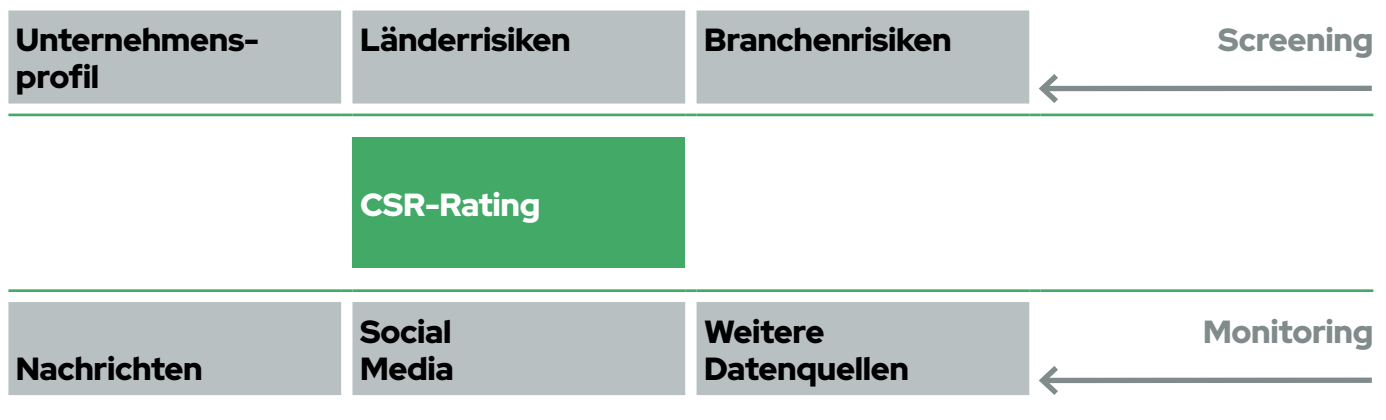 Unternehmens-
profil
Länderrisiken
Branchenrisiken
Screening
CSR-Rating
Nachrichten
Social
Media
Weitere
Datenquellen
Monitoring